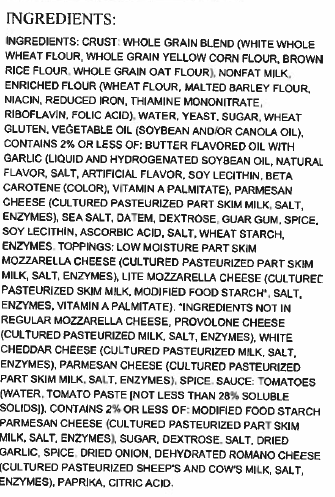 INGREDIENTS:
INGREDIENTS: CRUST: WHOLE GRAIN BLEND (WHITE WHOLE
WHEAT FLOUR, WHOLE GRAIN YELLOW CORN FLOUR, BROWN
RICE FLOUR, WHOLE GRAIN OAT FLOUR), NONFAT MILK,
ENRICHED FLOUR (WHEAT FLOUR, MALTED BARLEY FLOUR,
NIACIN, REDUCED IRON, THIAMINE MONONITRATE,
RIBOFLAVIN, FOLIC ACID), WATER, YEAST, SUGAR, WHEAT
GLUTEN, VEGETABLE OIL (SOYBEAN AND/OR CANOLA OIL),
CONTAINS 2% OR LESS OF: BUTTER FLAVORED OIL WITH
GARLIC (LIQUID AND HYDROGENATED SOYBEAN OIL, NATURAL
FLAVOR, SALT, ARTIFICIAL FLAVOR, SOY LECITHIN, BETA
CAROTENE (COLOR), VITAMIN A PALMITATE), PARMESAN
CHEESE (CULTURED PASTEURIZED PART SKIM MILK, SALT,
ENZYMES), SEA SALT, DATEM, DEXTROSE, GUAR GUM, SPICE,
SOY LECITHIN, ASCORBIC ACID, SALT, WHEAT STARCH,
ENZYMES. TOPPINGS: LOW MOISTURE PART SKIM
MOZZARELLA CHEESE (CULTURED PASTEURIZED PART SKIM
MILK, SALT, ENZYMES), LITE MOZZARELLA CHEESE (CULTURED
PASTEURIZED SKIM MILK, MODIFIED FOOD STARCH*, SALT,
ENZYMES, VITAMIN A PALMITATE). *INGREDIENTS NOT IN
REGULAR MOZZARELLA CHEESE, PROVOLONE CHEESE
(CULTURED PASTEURIZED MILK, SALT, ENZYMES), WHITE
CHEDDAR CHEESE (CULTURED PASTEURIZED MILK, SALT,
ENZYMES), PARMESAN CHEESE (CULTURED PASTEURIZED
PART SKIM MILK, SALT, ENZYMES), SPICE. SAUCE: TOMATOES
(WATER, TOMATO PASTE [NOT LESS THAN 28% SOLUBLE
SOLIDS]), CONTAINS 2% OR LESS OF: MODIFIED FOOD STARCH
PARMESAN CHEESE (CULTURED PASTEURIZED PART SKIM
MILK, SALT, ENZYMES), SUGAR, DEXTROSE, SALT, DRIED
GARLIC, SPICE, DRIED ONION, DEHYDRATED ROMANO CHEESE
(CULTURED PASTEURIZED SHEEP'S AND COW'S MILK, SALT,
ENZYMES), PAPRIKA, CITRIC ACID.